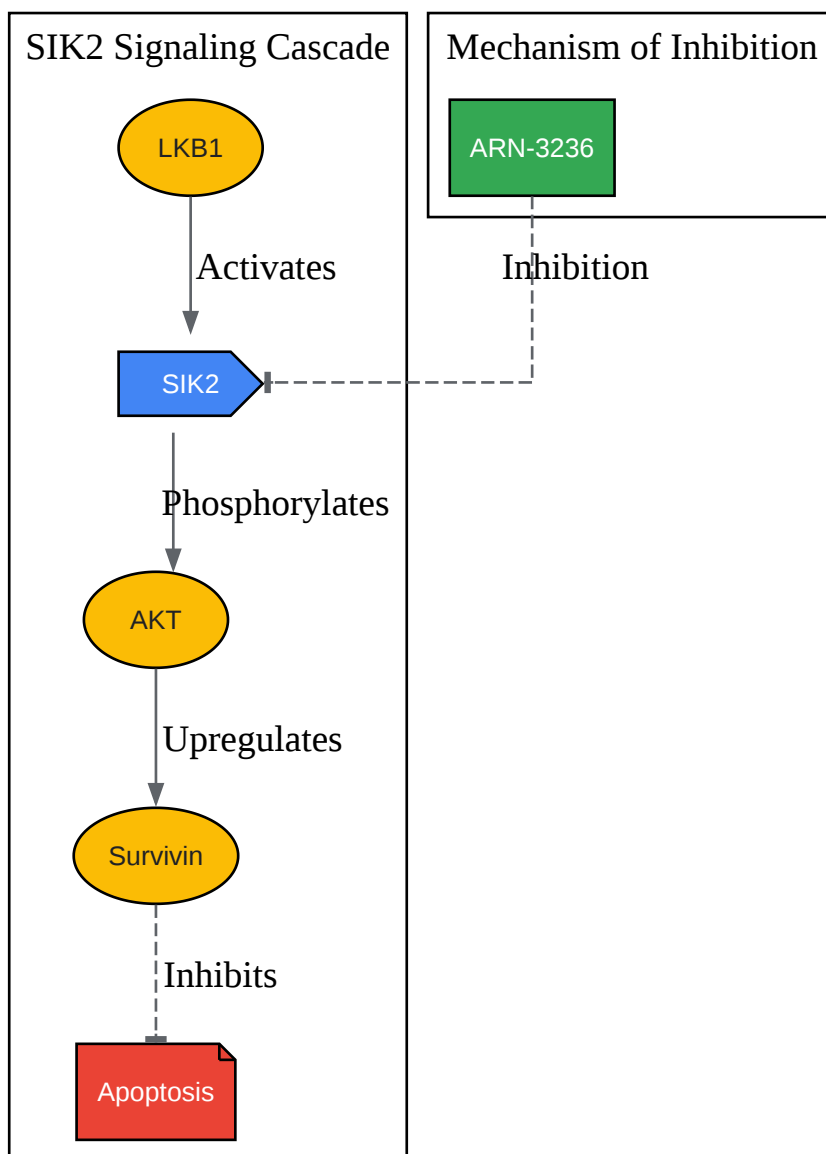 SIK2 Signaling Cascade
Mechanism of Inhibition
LKB1
ARN-3236
Activates
Inhibition
SIK2
Phosphorylates
AKT
Upregulates
Survivin
Inhibits
Apoptosis